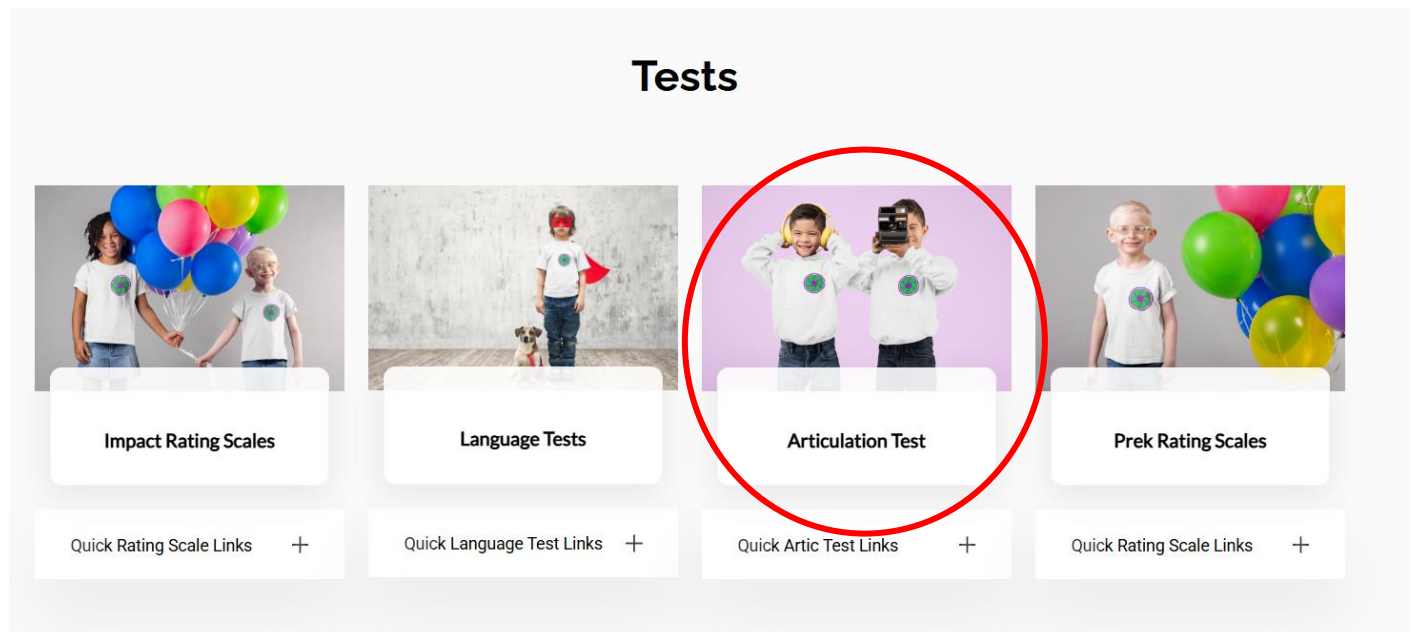 Tests
Impact Rating Scales
Language Tests
Articulation Test
Prek Rating Scales
Quick Rating Scale Links +
Quick Language Test Links +
Quick Artic Test Links +
Quick Rating Scale Links +